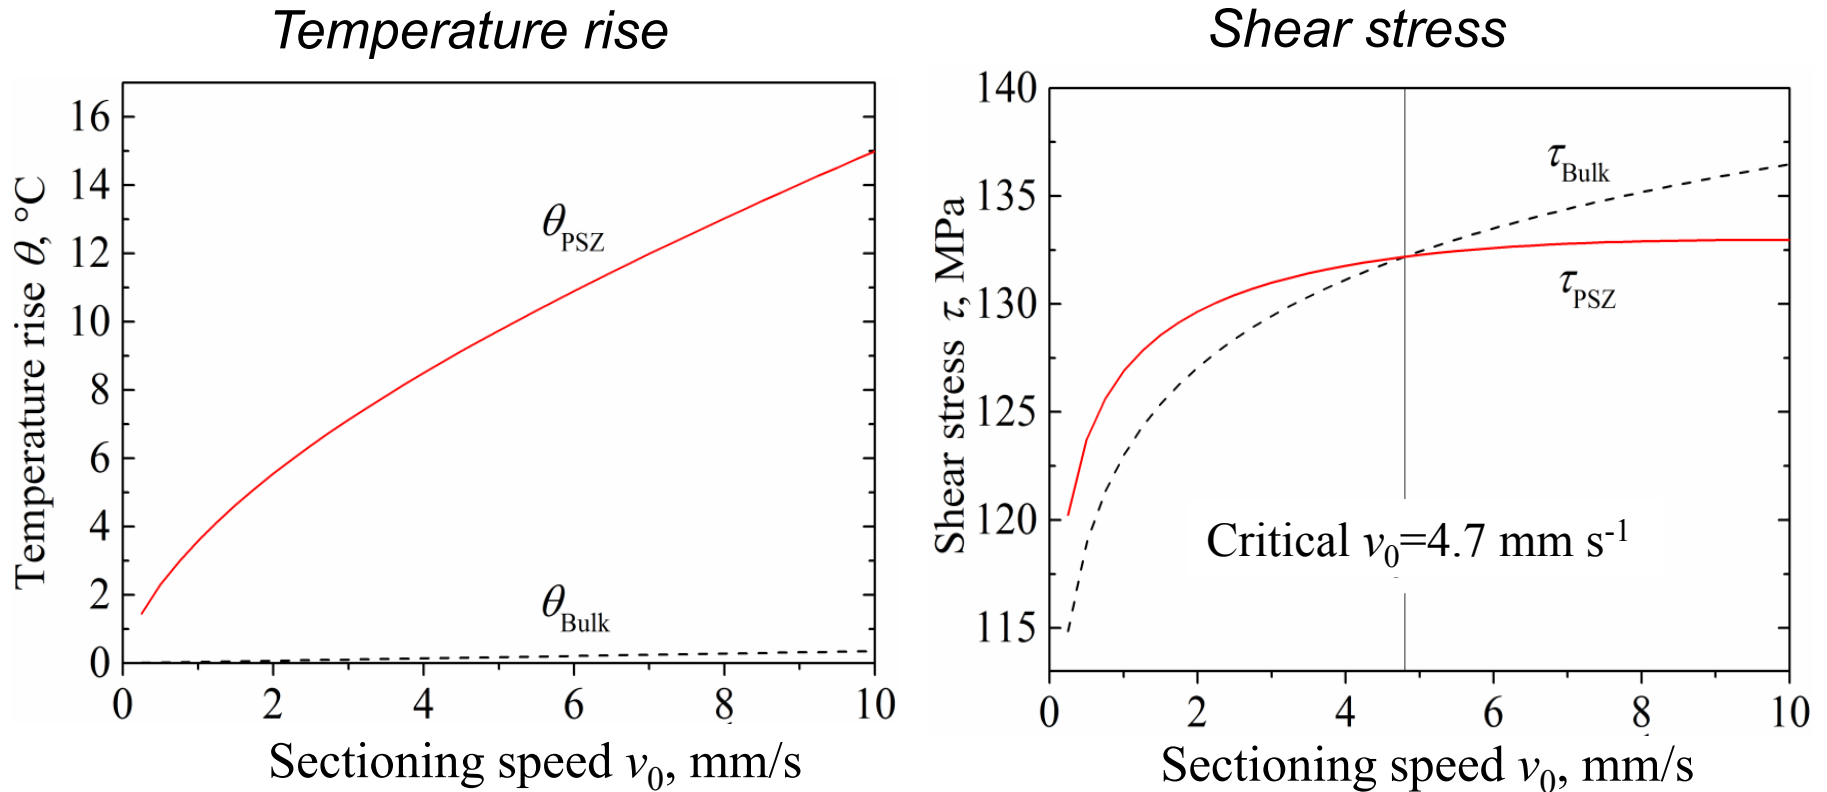 Temperature rise
Temperature rise θ, °C
16
14
12
10
8
6
4
2
0
θPSZ
θBulk
0 2 4 6 8 10
Sectioning speed v0, mm/s
Shear stress
Shear stress τ, MPa
140
135
130
125
120
115
τBulk
τPSZ
Critical v0=4.7 mm s-1
0 2 4 6 8 10
Sectioning speed v0, mm/s